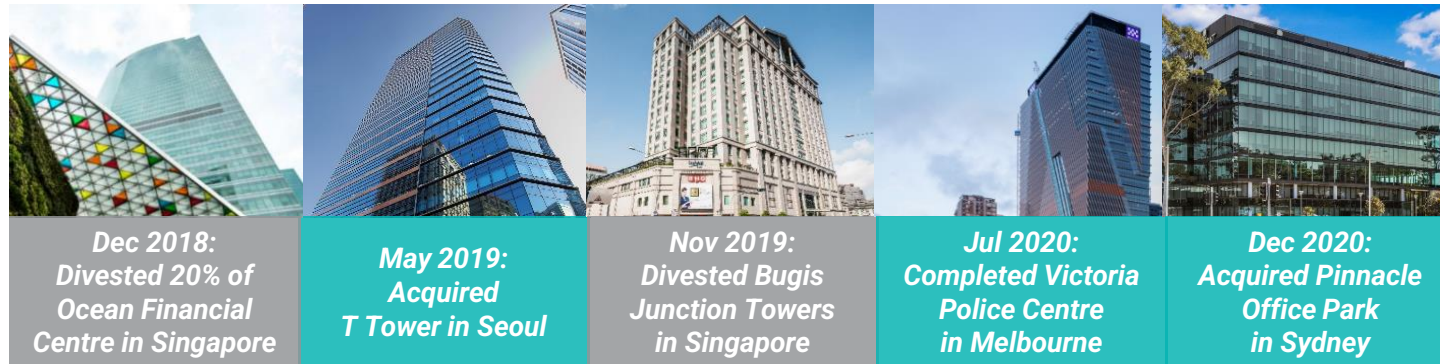 Dec 2018:
Divested 20% of
Ocean Financial
Centre in Singapore
May 2019:
Acquired
T Tower in Seoul
Nov 2019:
Divested Bugis
Junction Towers
in Singapore
Jul 2020:
Completed Victoria
Police Centre
in Melbourne
Dec 2020:
Acquired Pinnacle
Office Park
in Sydney